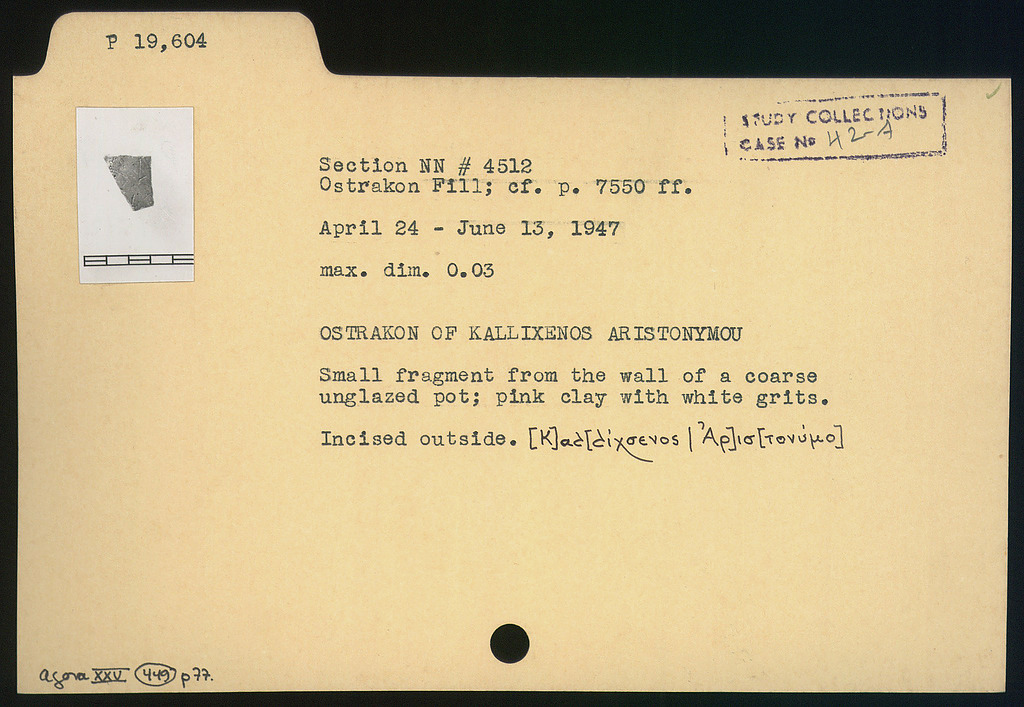 P 19,604
STUDY COLLECTIONS
CASE No 42-A
Section NN # 4512
Ostrakon Fill; cf. p. 7550 ff.
April 24 - June 13, 1947
max. dim. 0.03
OSTRAKON OF KALLIXENOS ARISTONYMOU
Small fragment from the wall of a coarse
unglazed pot; pink clay with white grits.
Incised outside. [Κ]αλ[λίχσενος | Ἀρ]ισ[τονύμο]
Agora XXV 449 p77.